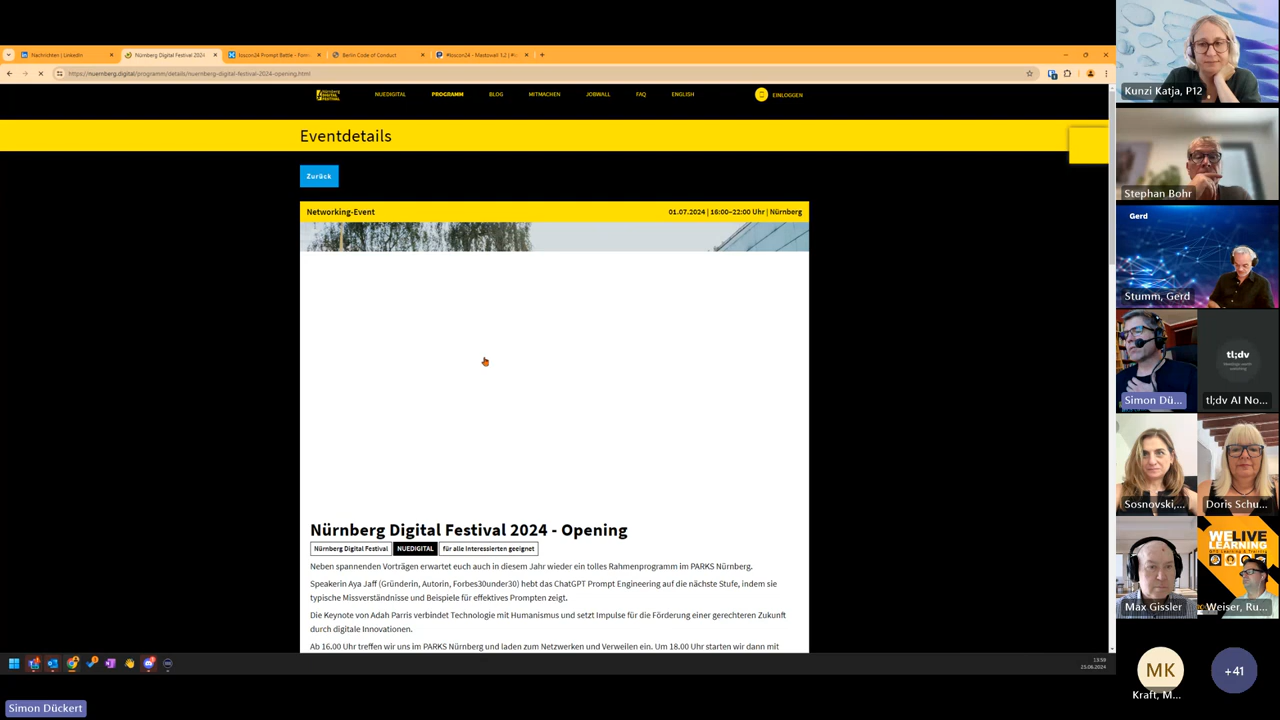 Nachrichten | LinkedIn
Nürnberg Digital Festival 2024
loscon24 Prompt Battle - Form
Berlin Code of Conduct
#loscon24 - Mastowall 1.2 | #lo
https://nuernberg.digital/programm/details/nuernberg-digital-festival-2024-opening.html
NUEDIGITAL
PROGRAMM
BLOG
MITMACHEN
JOBWALL
FAQ
ENGLISH
EINLOGGEN
Eventdetails
Zurück
Networking-Event
01.07.2024 | 16:00–22:00 Uhr | Nürnberg
Nürnberg Digital Festival 2024 - Opening
Nürnberg Digital Festival
NUEDIGITAL
für alle Interessierten geeignet
Neben spannenden Vorträgen erwartet euch auch in diesem Jahr wieder ein tolles Rahmenprogramm im PARKS Nürnberg.
Speakerin Aya Jaff (Gründerin, Autorin, Forbes30under30) hebt das ChatGPT Prompt Engineering auf die nächste Stufe, indem sie
typische Missverständnisse und Beispiele für effektives Prompten zeigt.
Die Keynote von Adah Parris verbindet Technologie mit Humanismus und setzt Impulse für die Förderung einer gerechteren Zukunft
durch digitale Innovationen.
Ab 16.00 Uhr treffen wir uns im PARKS Nürnberg und laden zum Netzwerken und Verweilen ein. Um 18.00 Uhr starten wir dann mit
13:59
25.06.2024
Simon Dückert
Kunzi Katja, P12
Stephan Bohr
Gerd
Stumm, Gerd
Simon Dü...
tl;dv
tl;dv AI No...
Sosnovski,...
Doris Schu...
Max Gissler
WE LIVE
LEARNING
Weiser, Ru...
MK
Kraft, M...
+41